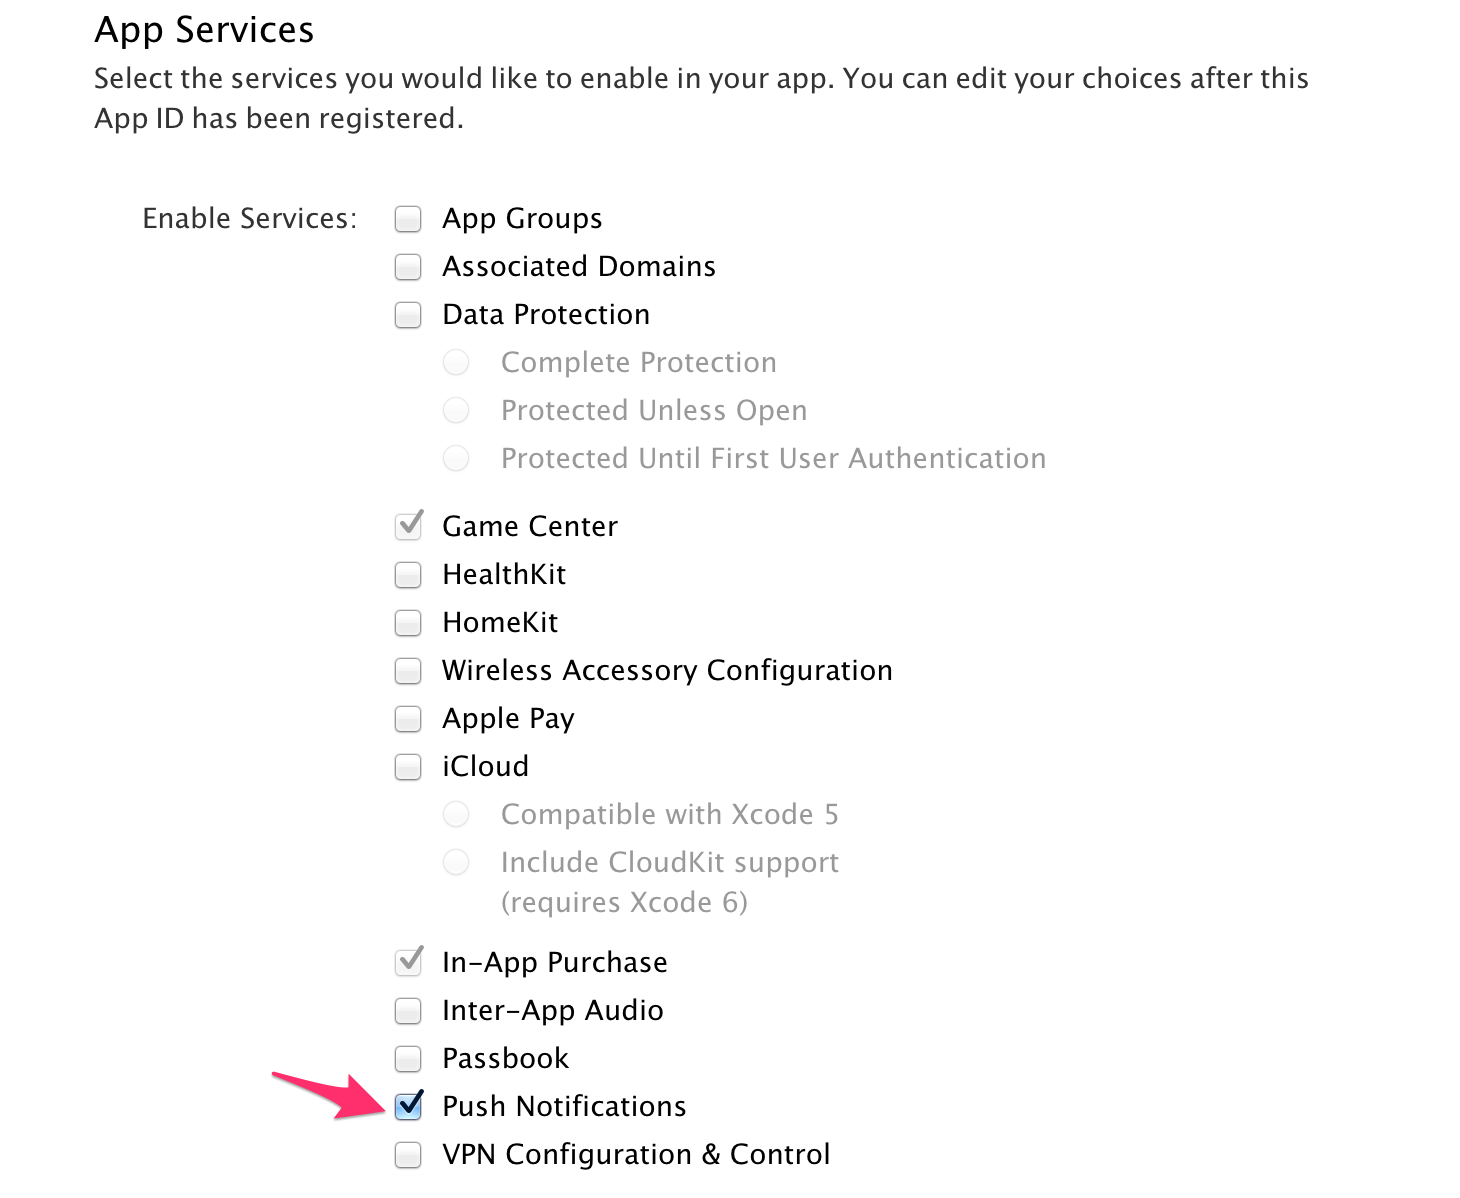 App Services
Select the services you would like to enable in your app. You can edit your choices after this
App ID has been registered.
Enable Services:
App Groups
Associated Domains
Data Protection
Complete Protection
Protected Unless Open
Protected Until First User Authentication
Game Center
HealthKit
HomeKit
Wireless Accessory Configuration
Apple Pay
iCloud
Compatible with Xcode 5
Include CloudKit support
(requires Xcode 6)
In-App Purchase
Inter-App Audio
Passbook
Push Notifications
VPN Configuration & Control